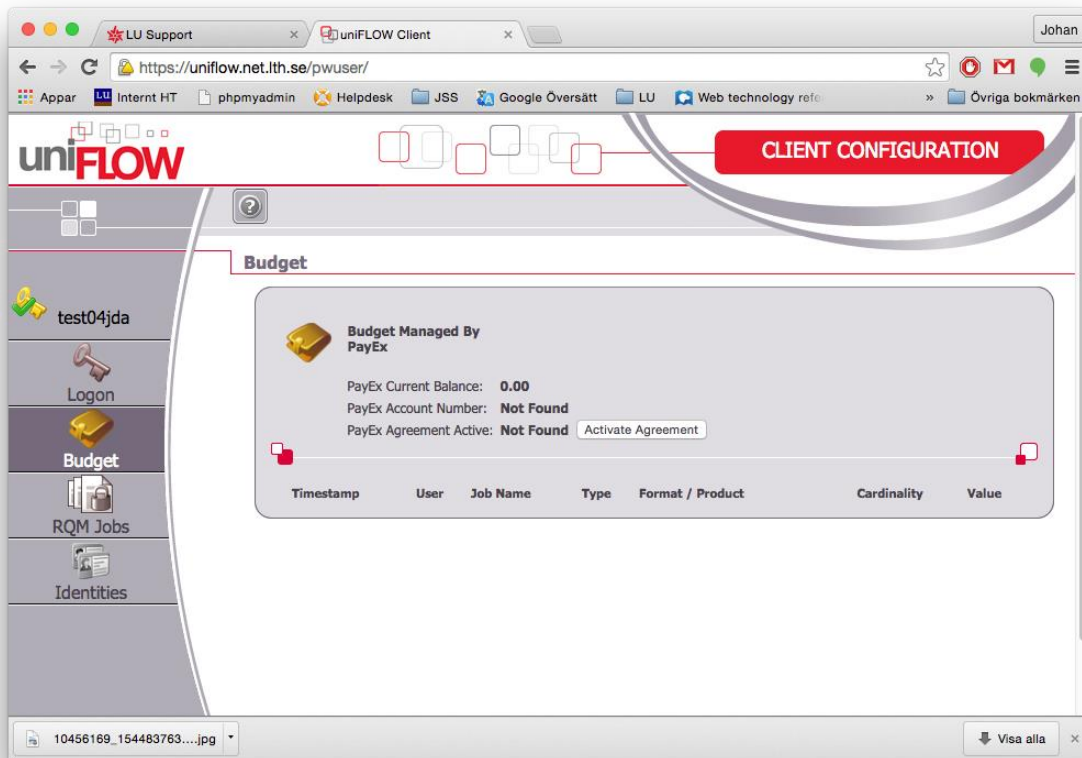 LU Support
uniFLOW Client
Johan
https://uniflow.net.lth.se/pwuser/
Appar
LU Internt HT
phpmyadmin
Helpdesk
JSS
Google Översätt
LU
Web technology refe
»
Övriga bokmärken
uniFLOW
CLIENT CONFIGURATION
?
Budget
test04jda
Logon
Budget
RQM Jobs
Identities
Budget Managed By
PayEx
PayEx Current Balance: 0.00
PayEx Account Number: Not Found
PayEx Agreement Active: Not Found Activate Agreement
Timestamp User Job Name Type Format / Product Cardinality Value
10456169_154483763....jpg
Visa alla